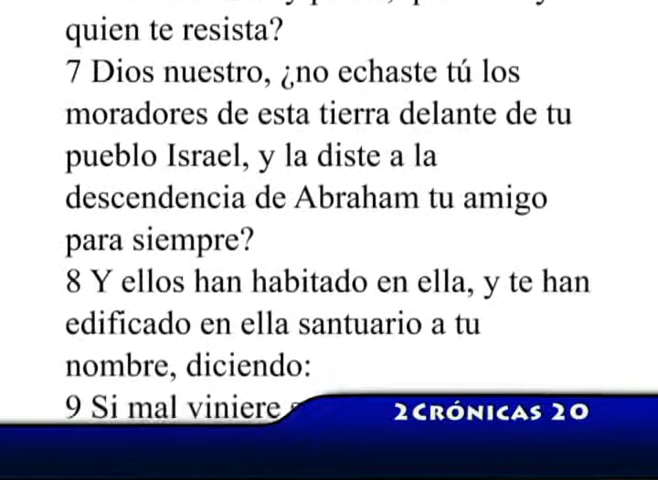 quien te resista?
7 Dios nuestro, ¿no echaste tú los
moradores de esta tierra delante de tu
pueblo Israel, y la diste a la
descendencia de Abraham tu amigo
para siempre?
8 Y ellos han habitado en ella, y te han
edificado en ella santuario a tu
nombre, diciendo:
9 Si mal viniere
2CRÓNICAS 20